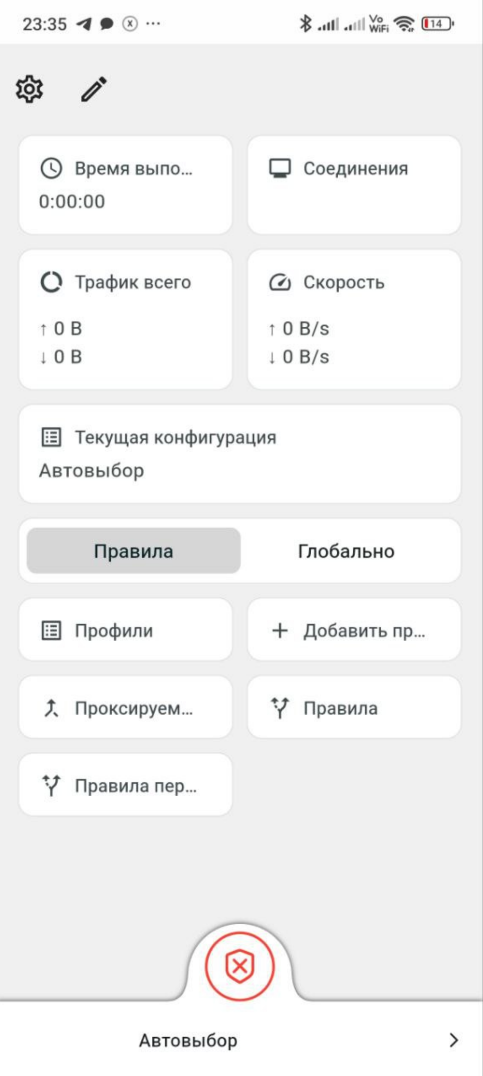 23:35
Vo
WiFi
14
Время выпо...
0:00:00
Соединения
Трафик всего
↑ 0 B
↓ 0 B
Скорость
↑ 0 B/s
↓ 0 B/s
Текущая конфигурация
Автовыбор
Правила
Глобально
Профили
Добавить пр...
Проксируем...
Правила
Правила пер...
Автовыбор